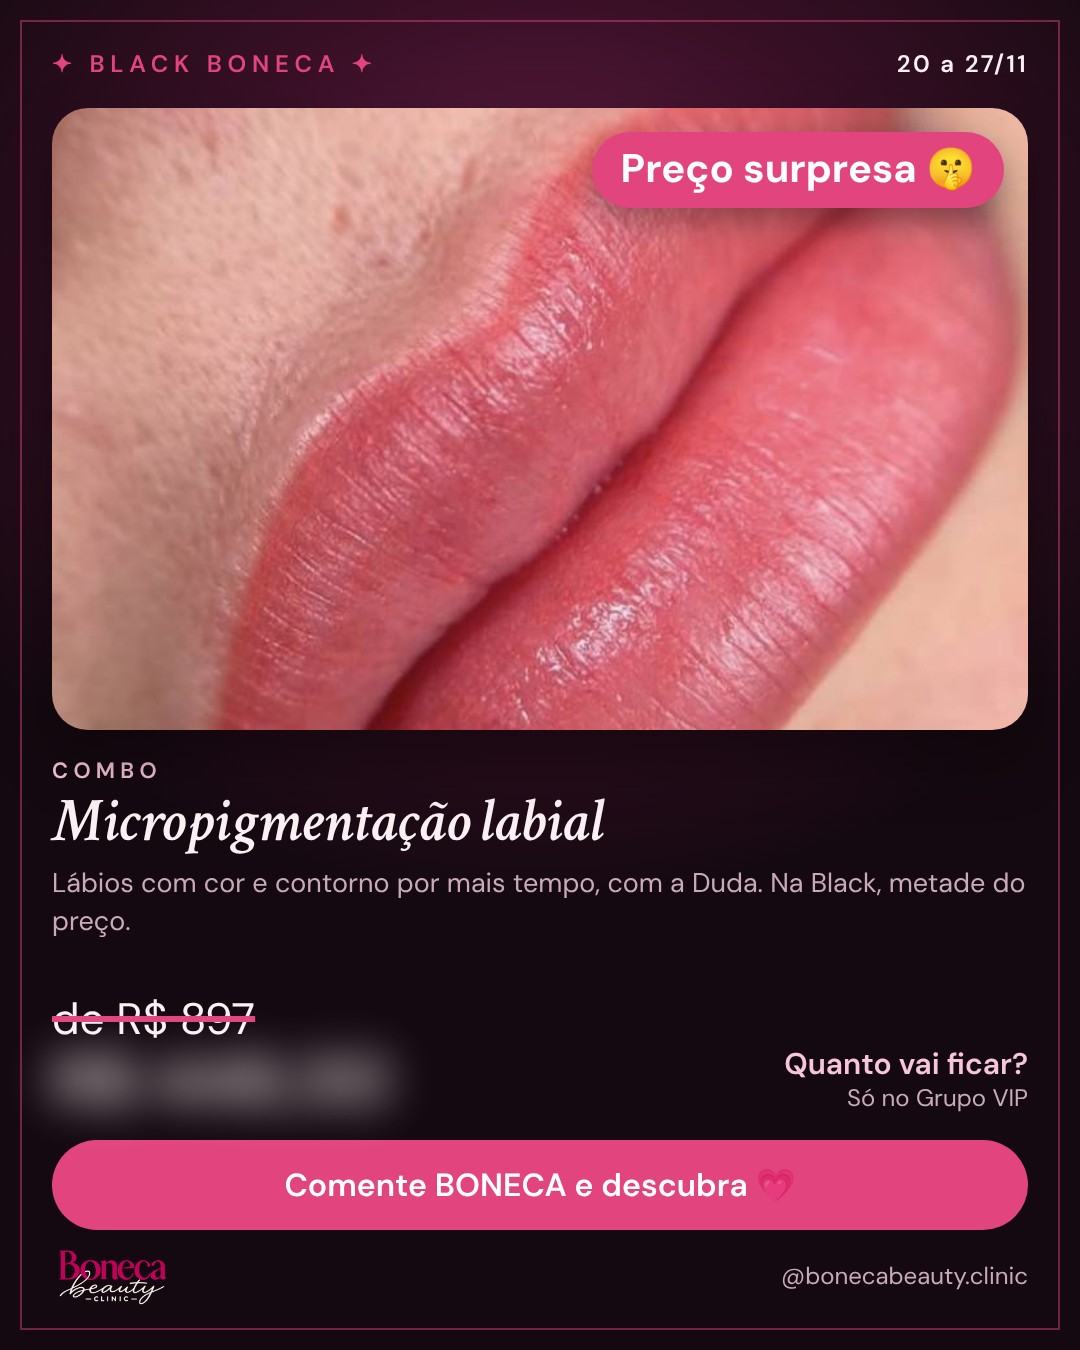 ✦ BLACK BONECA ✦
20 a 27/11
Preço surpresa 🤫
COMBO
Micropigmentação labial
Lábios com cor e contorno por mais tempo, com a Duda. Na Black, metade do
preço.
de R$ 897
Quanto vai ficar?
Só no Grupo VIP
Comente BONECA e descubra 💗
Boneca
beauty
CLINIC
@bonecabeauty.clinic